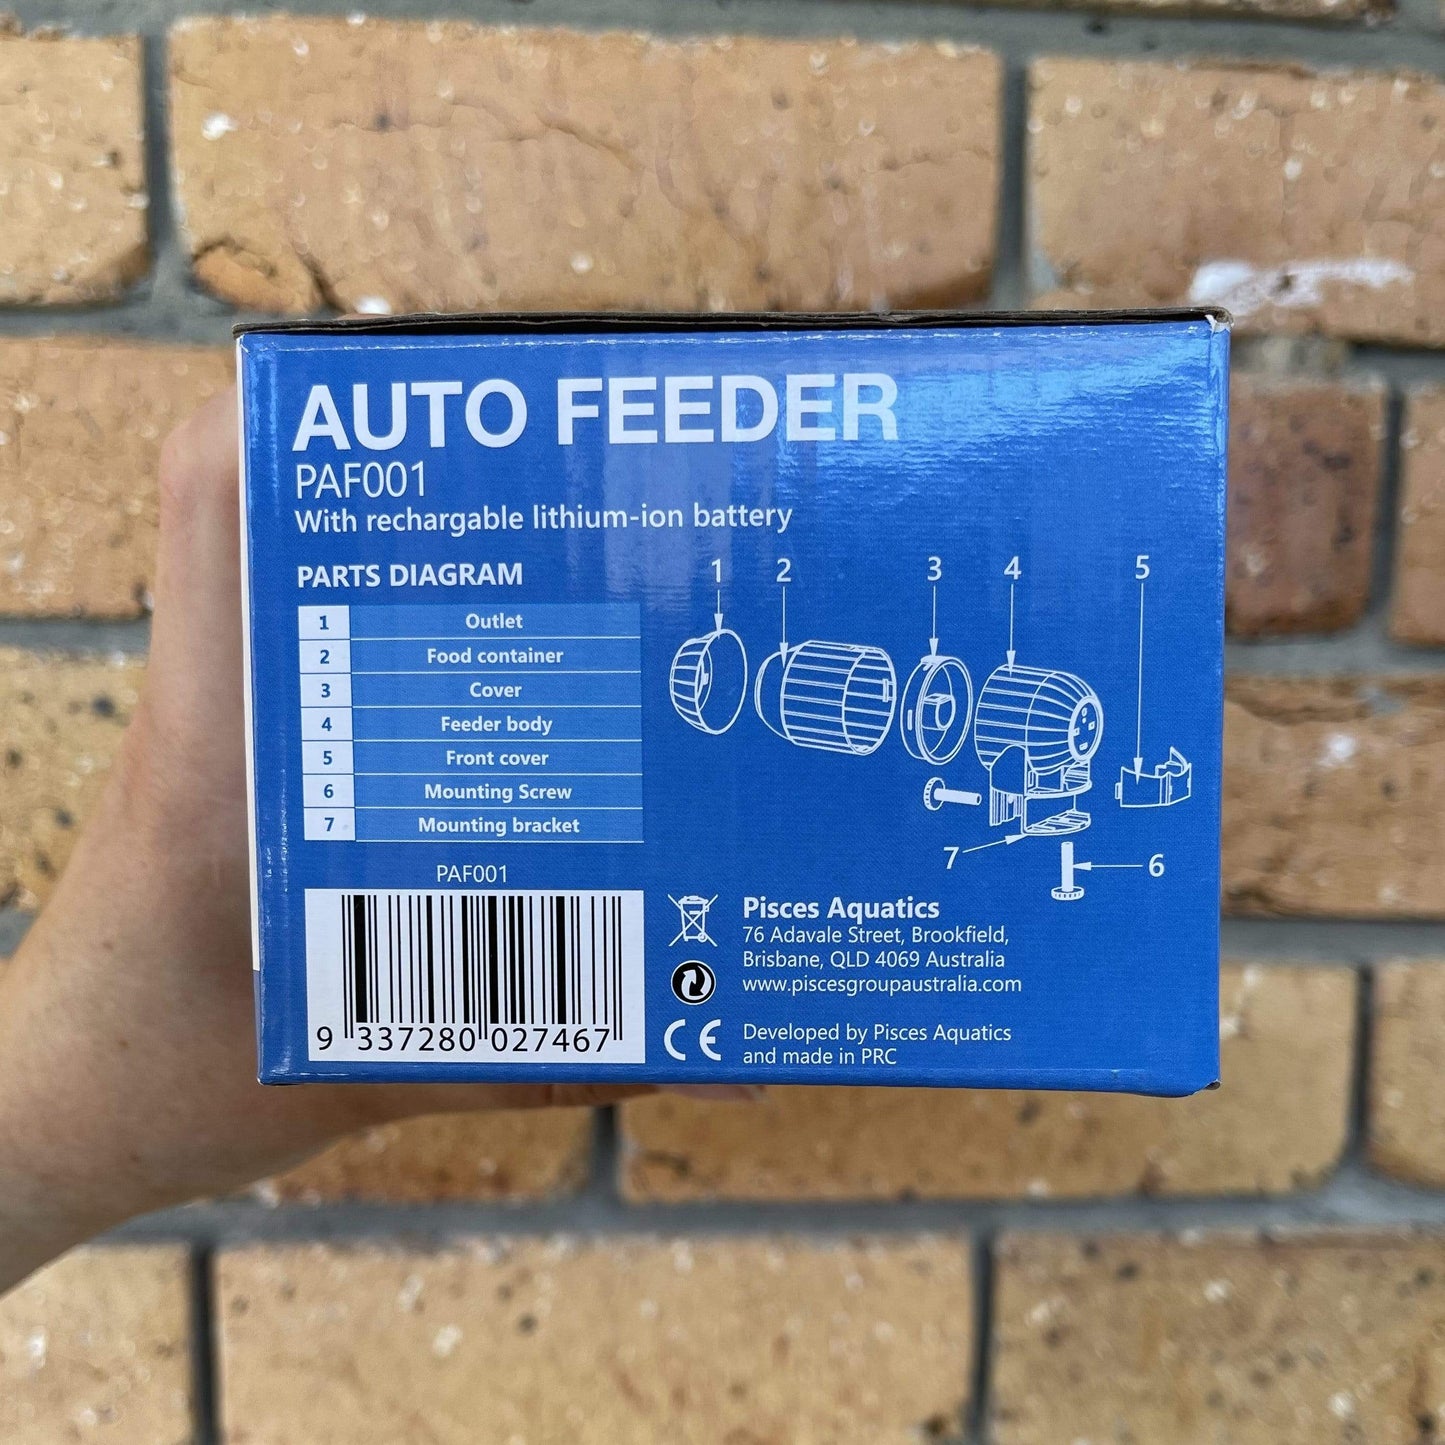 AUTO FEEDER
PAF001
With rechargable lithium-ion battery
PARTS DIAGRAM
1 Outlet
2 Food container
3 Cover
4 Feeder body
5 Front cover
6 Mounting Screw
7 Mounting bracket
1 2 3 4 5
7 6
PAF001
9 337280 027467
Pisces Aquatics
76 Adavale Street, Brookfield,
Brisbane, QLD 4069 Australia
www.piscesgroupaustralia.com
CE
Developed by Pisces Aquatics
and made in PRC